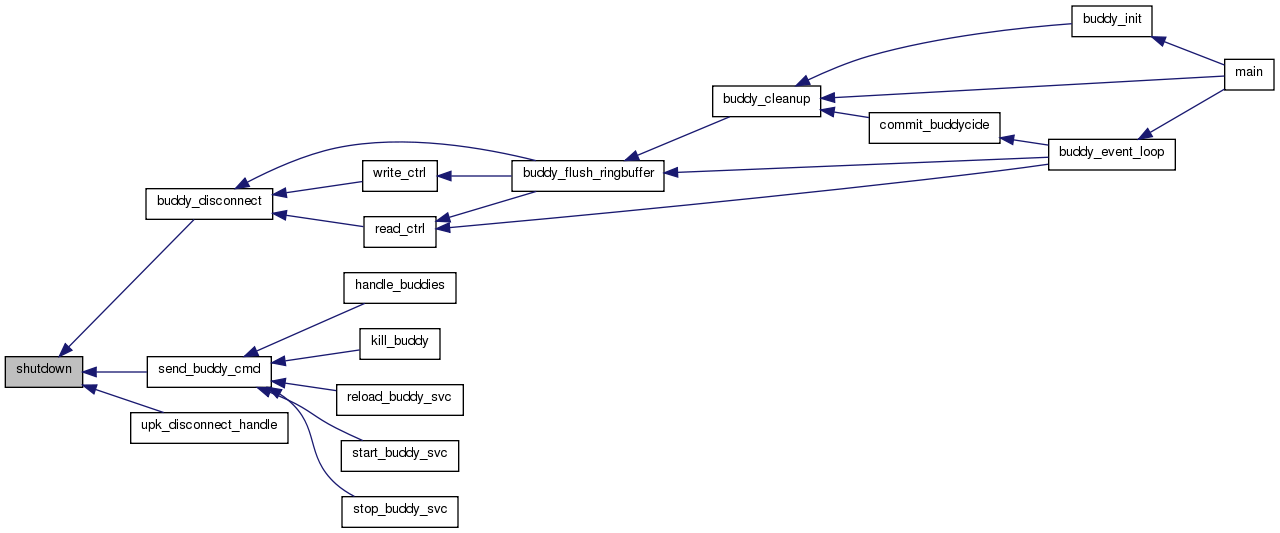 buddy_init
main
buddy_cleanup
commit_buddycide
buddy_event_loop
write_ctrl
buddy_flush_ringbuffer
buddy_disconnect
read_ctrl
handle_buddies
kill_buddy
shutdown
send_buddy_cmd
reload_buddy_svc
upk_disconnect_handle
start_buddy_svc
stop_buddy_svc